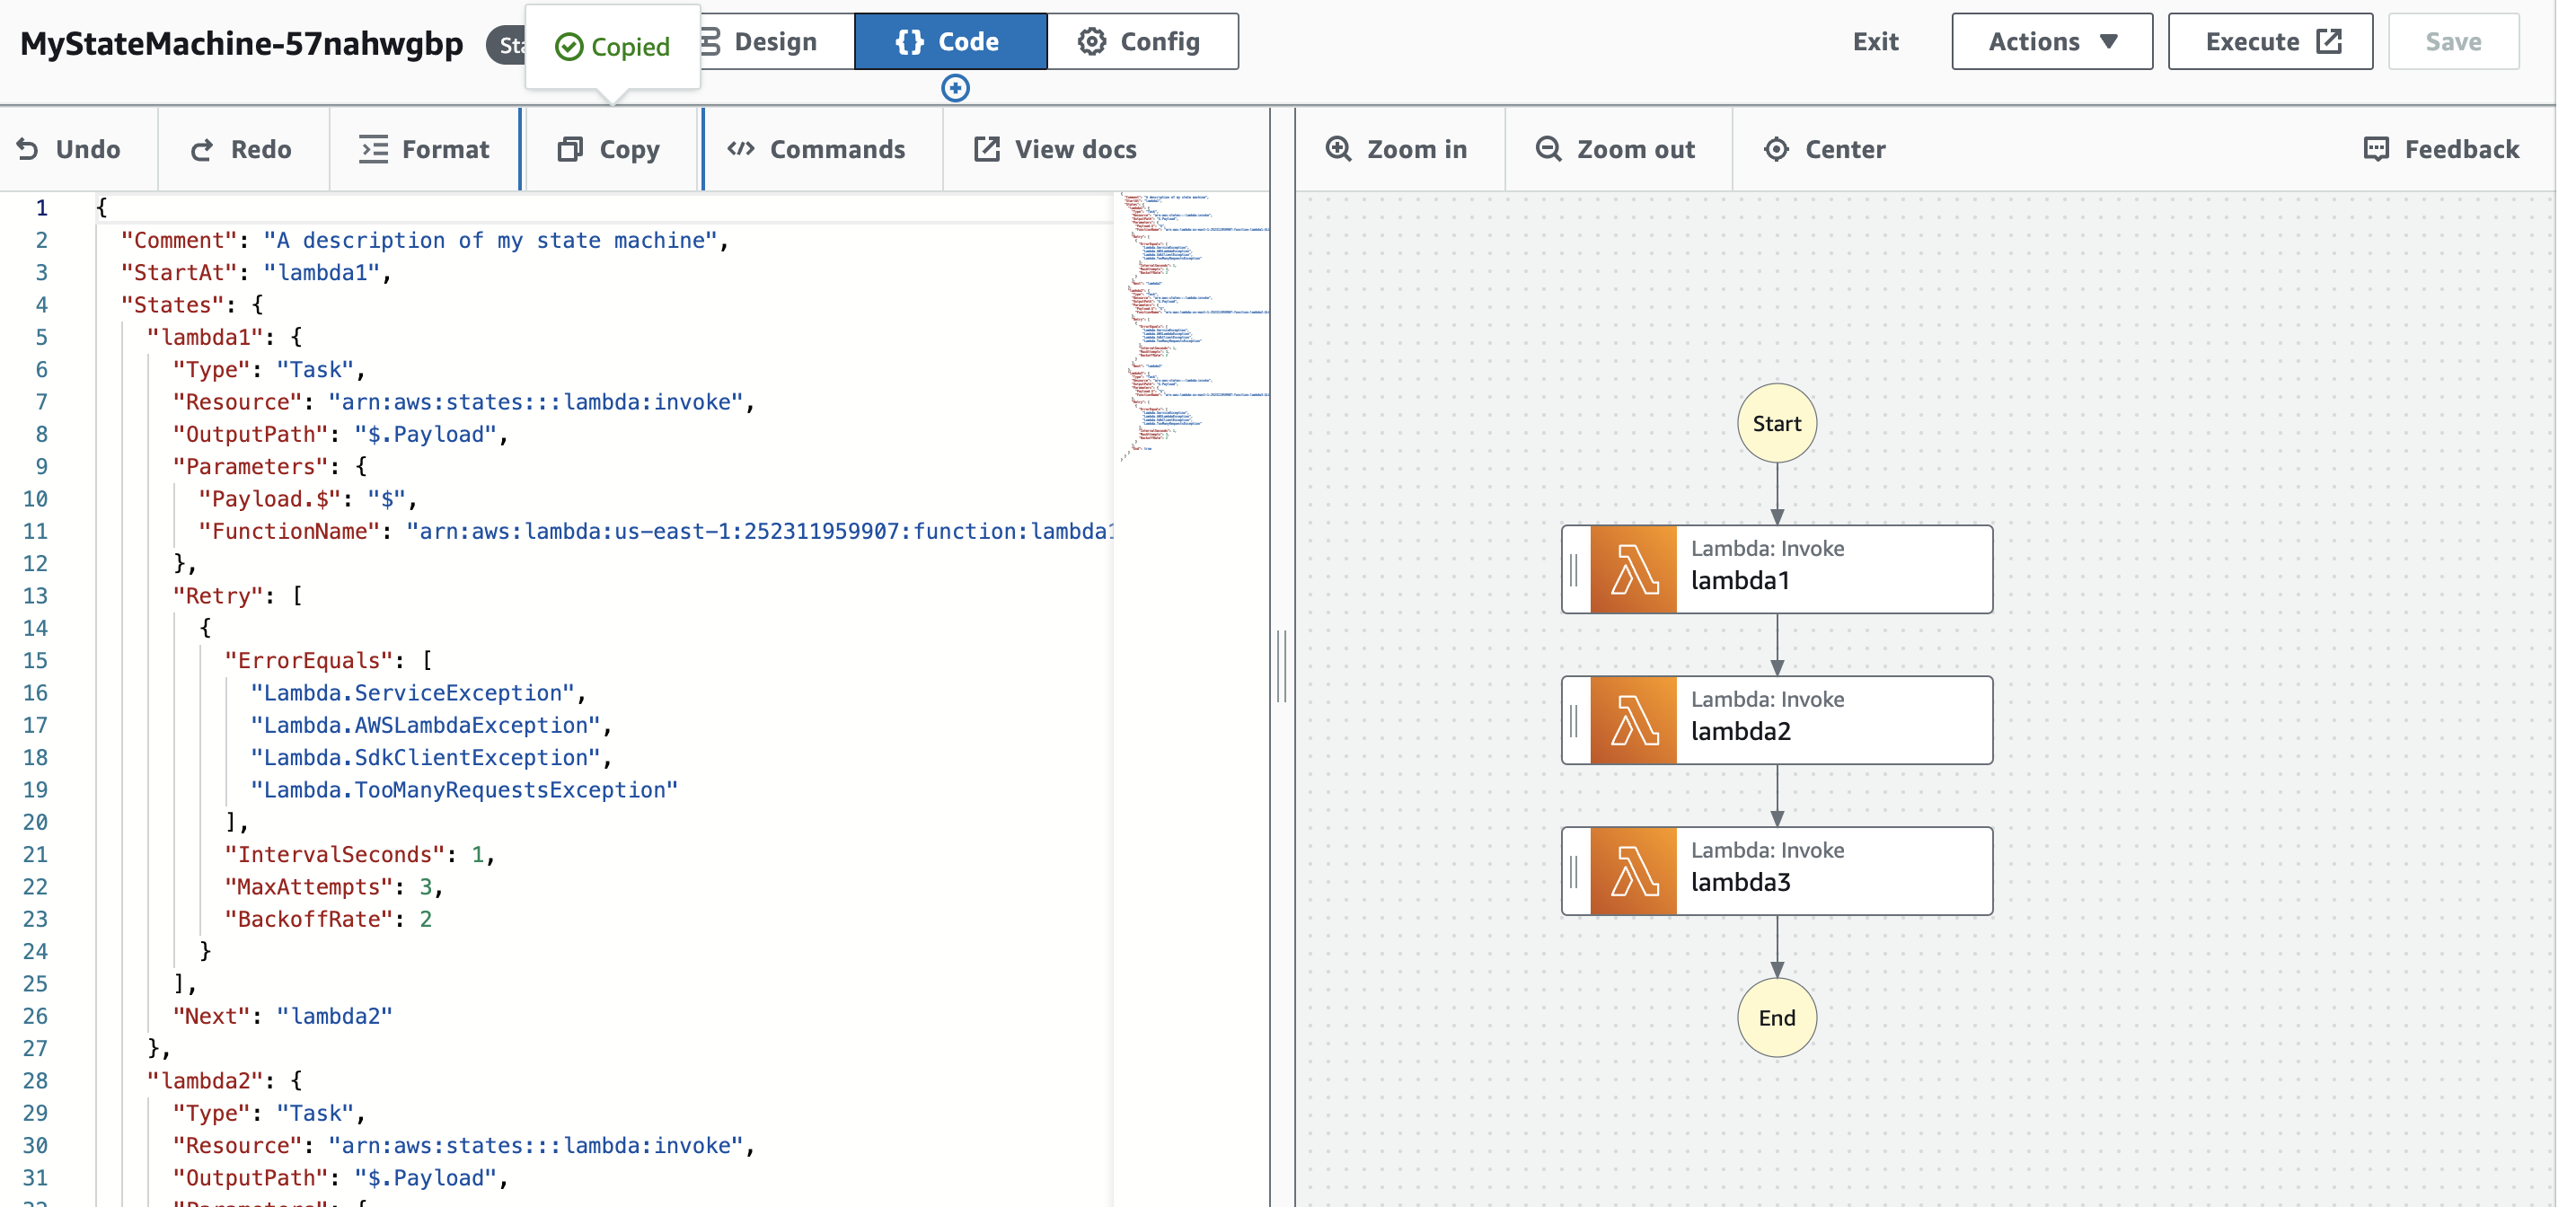 MyStateMachine-57nahwgbp
Copied
Design
{} Code
Config
Exit
Actions
Execute
Save
Undo
Redo
Format
Copy
Commands
View docs
Zoom in
Zoom out
Center
Feedback
1 {
2 "Comment": "A description of my state machine",
3 "StartAt": "lambda1",
4 "States": {
5 "lambda1": {
6 "Type": "Task",
7 "Resource": "arn:aws:states:::lambda:invoke",
8 "OutputPath": "$.Payload",
9 "Parameters": {
10 "Payload.$": "$",
11 "FunctionName": "arn:aws:lambda:us-east-1:252311959907:function:lambda1
12 },
13 "Retry": [
14 {
15 "ErrorEquals": [
16 "Lambda.ServiceException",
17 "Lambda.AWSLambdaException",
18 "Lambda.SdkClientException",
19 "Lambda.TooManyRequestsException"
20 ],
21 "IntervalSeconds": 1,
22 "MaxAttempts": 3,
23 "BackoffRate": 2
24 }
25 ],
26 "Next": "lambda2"
27 },
28 "lambda2": {
29 "Type": "Task",
30 "Resource": "arn:aws:states:::lambda:invoke",
31 "OutputPath": "$.Payload",
Start
Lambda: Invoke
lambda1
Lambda: Invoke
lambda2
Lambda: Invoke
lambda3
End